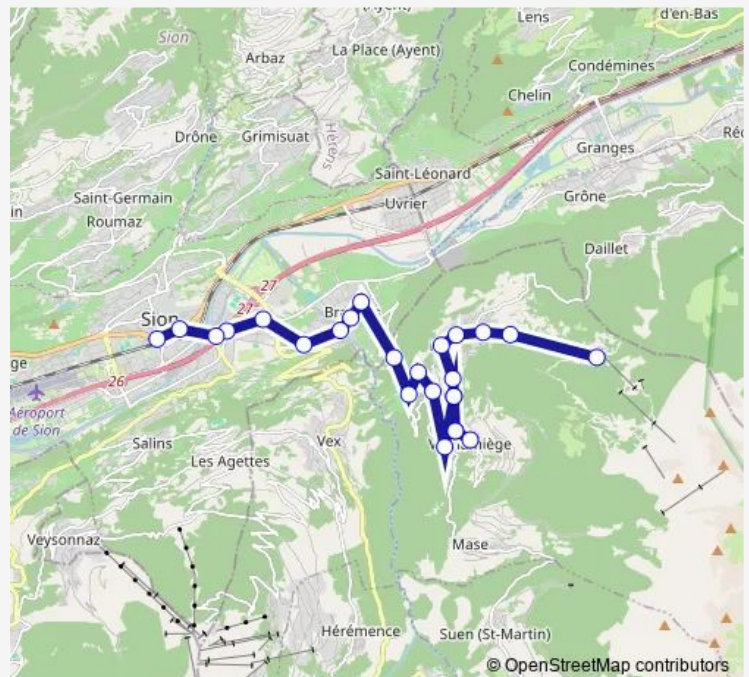 (Ayent)
Lens
d'en-Bas
Sion
Arbaz
La Place (Ayent)
Condémines
Chelin
Hérens
Drône
Grimisuat
Granges
Saint-Léonard
Saint-Germain
Uvrier
Grône
Roumaz
Daillet
27
Sion
27
26
Aéroport
de Sion
Salins
Vex
Les Agettes
Veysonnaz
Mase
Hérémence
Suen (St-Martin)
© OpenStreetMap contributors